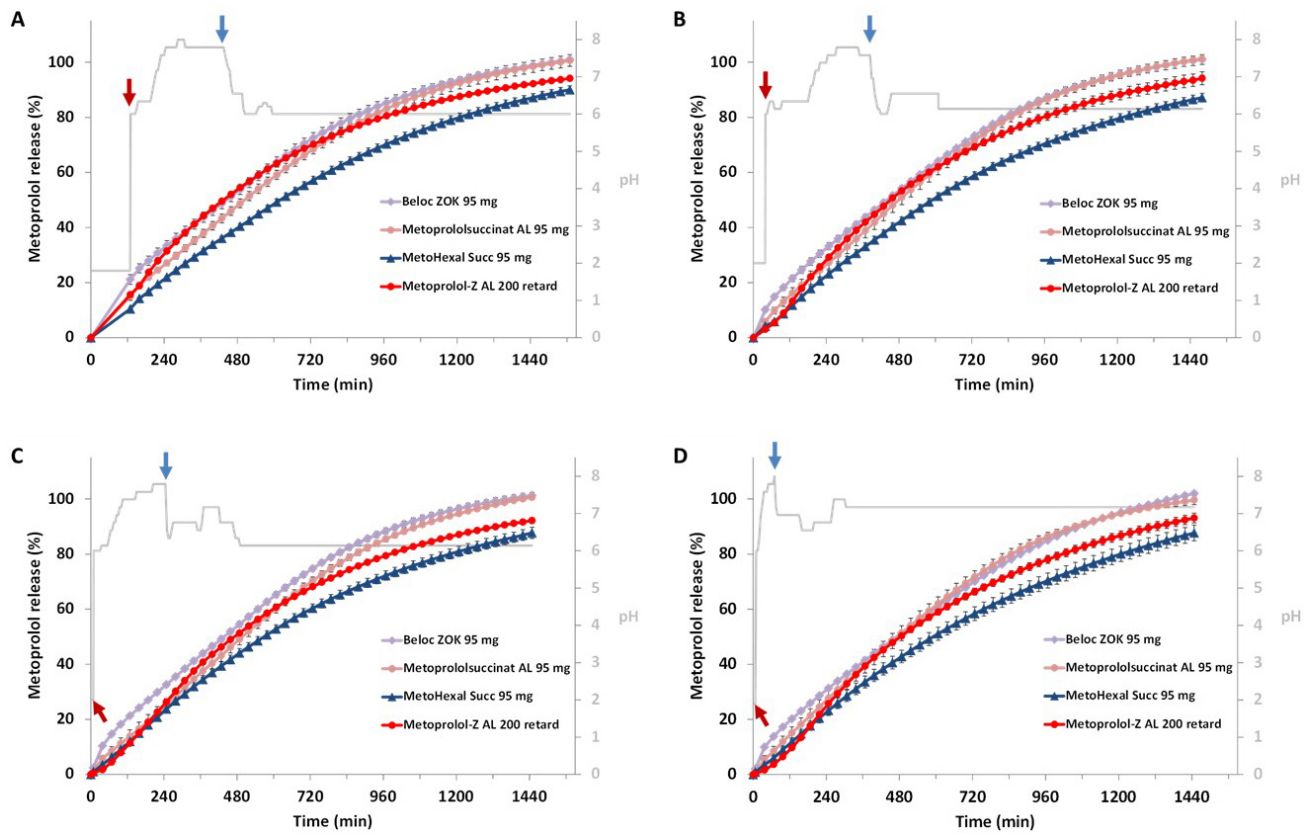 A
Metoprolol release (%)
100
80
60
40
20
0
8
7
6
5
4
3
2
1
0
pH
Beloc ZOK 95 mg
Metoprololsuccinat AL 95 mg
MetoHexal Succ 95 mg
Metoprolol-Z AL 200 retard
0 240 480 720 960 1200 1440
Time (min)
B
Metoprolol release (%)
100
80
60
40
20
0
8
7
6
5
4
3
2
1
0
pH
Beloc ZOK 95 mg
Metoprololsuccinat AL 95 mg
MetoHexal Succ 95 mg
Metoprolol-Z AL 200 retard
0 240 480 720 960 1200 1440
Time (min)
C
Metoprolol release (%)
100
80
60
40
20
0
8
7
6
5
4
3
2
1
0
pH
Beloc ZOK 95 mg
Metoprololsuccinat AL 95 mg
MetoHexal Succ 95 mg
Metoprolol-Z AL 200 retard
0 240 480 720 960 1200 1440
Time (min)
D
Metoprolol release (%)
100
80
60
40
20
0
8
7
6
5
4
3
2
1
0
pH
Beloc ZOK 95 mg
Metoprololsuccinat AL 95 mg
MetoHexal Succ 95 mg
Metoprolol-Z AL 200 retard
0 240 480 720 960 1200 1440
Time (min)